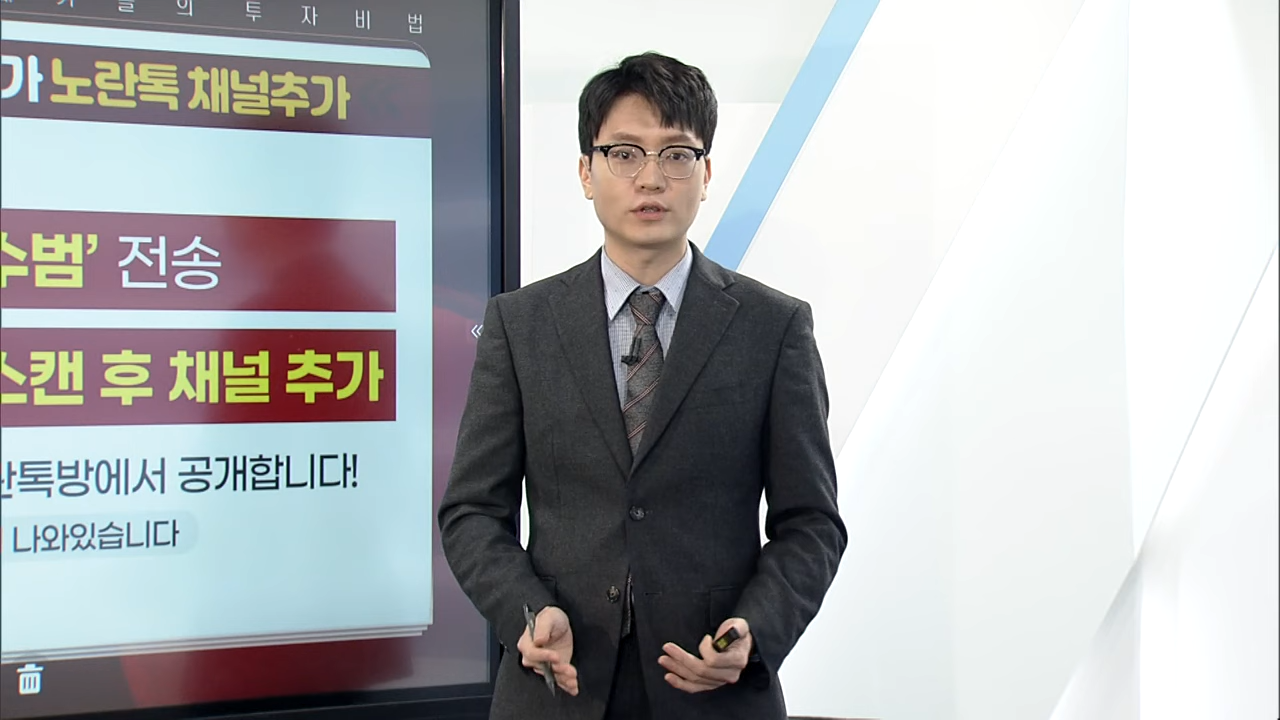 의 투자비법
가 노란톡 채널추가
수범’ 전송
스캔 후 채널 추가
란톡방에서 공개합니다!
나와있습니다